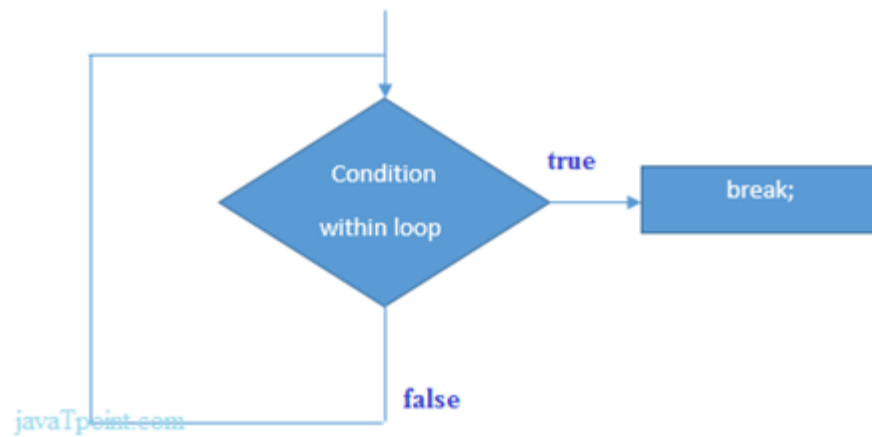 Condition
within loop
true
break;
false
javaTpoint.com